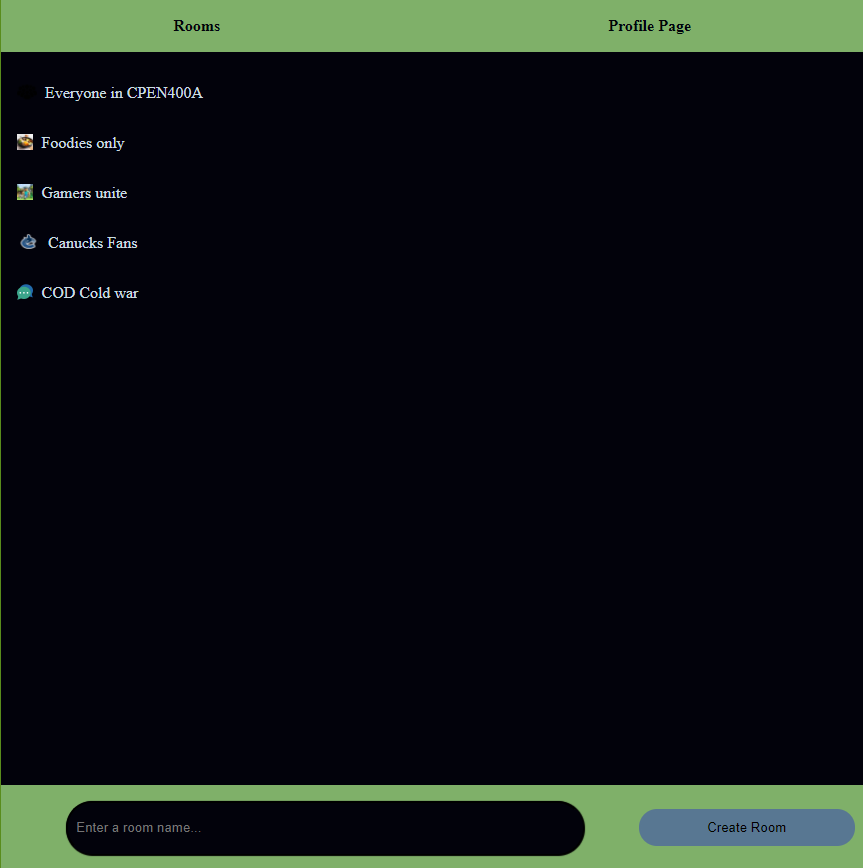 Rooms
Profile Page
Everyone in CPEN400A
Foodies only
Gamers unite
Canucks Fans
COD Cold war
Enter a room name...
Create Room